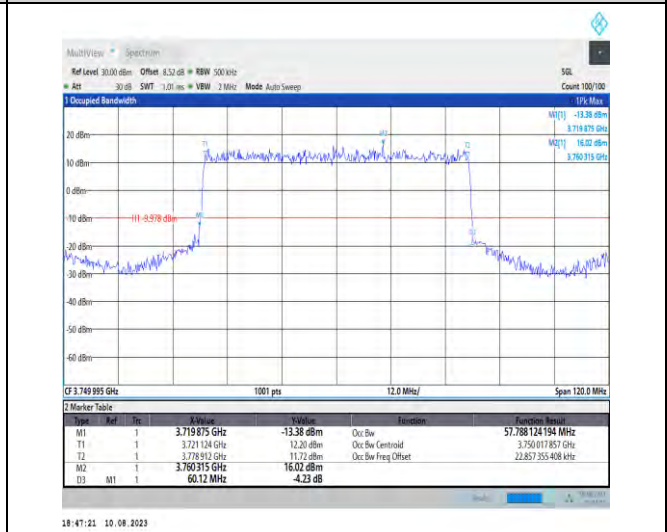 MultiView Spectrum
Ref Level 30.00 dBm Offset 8.52 dB RBW 500 kHz SGL
Att 30 dB SWT 1.01 ms VBW 2 MHz Mode Auto Sweep Count 100/100
1 Occupied Bandwidth 1Pk Max
M1[1] -13.38 dBm
3.719 875 GHz
M2[1] 16.02 dBm
3.760 315 GHz
20 dBm
10 dBm
0 dBm
-10 dBm H1 -9.978 dBm M1
-20 dBm
-30 dBm
-40 dBm
-50 dBm
-60 dBm
CF 3.749 995 GHz 1001 pts 12.0 MHz/ Span 120.0 MHz
2 Marker Table
Type Ref Trc X-Value Y-Value Function Function Result
M1 1 3.719 875 GHz -13.38 dBm Occ Bw 57.788 124 194 MHz
T1 1 3.721 124 GHz 12.20 dBm Occ Bw Centroid 3.750 017 857 GHz
T2 1 3.778 912 GHz 11.72 dBm Occ Bw Freq Offset 22.857 355 408 kHz
M2 1 3.760 315 GHz 16.02 dBm
D3 M1 1 60.12 MHz -4.23 dB
18:47:21 10.08.2023